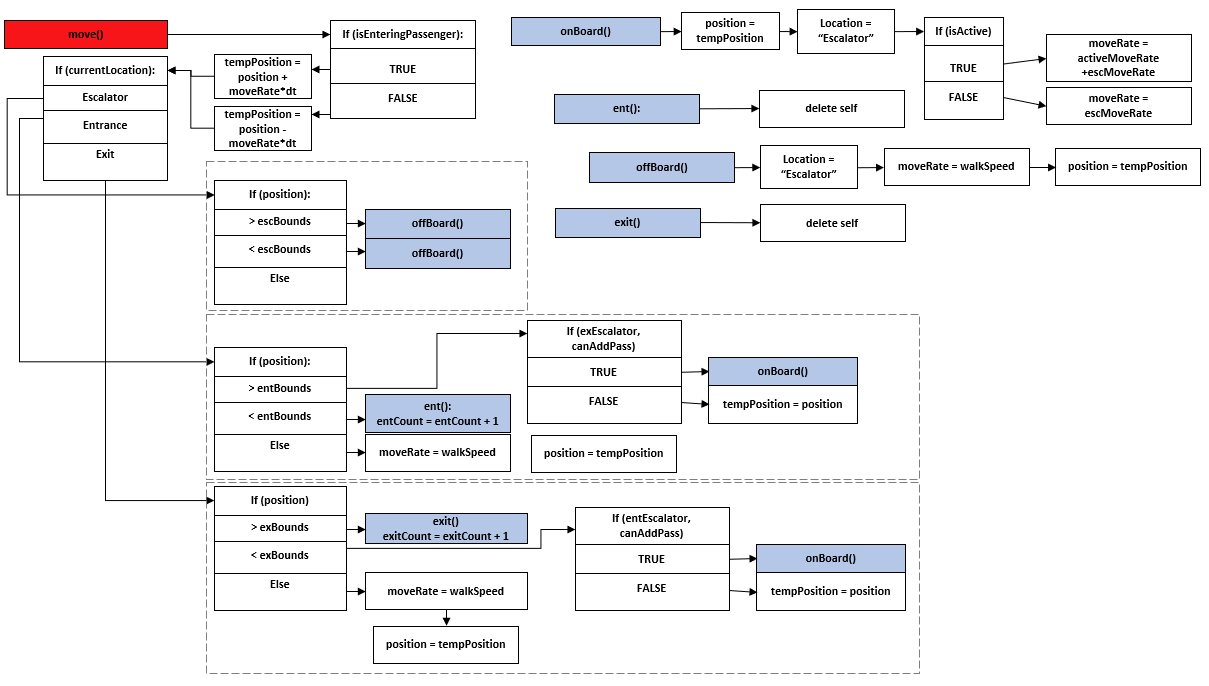 move()
If (isEnteringPassenger):
TRUE
FALSE
tempPosition =
position +
moveRate*dt
tempPosition =
position -
moveRate*dt
If (currentLocation):
Escalator
Entrance
Exit
onBoard()
position =
tempPosition
Location =
“Escalator”
If (isActive)
TRUE
FALSE
moveRate =
activeMoveRate
+escMoveRate
moveRate =
escMoveRate
ent():
delete self
offBoard()
Location =
“Escalator”
moveRate = walkSpeed
position = tempPosition
exit()
delete self
If (position):
> escBounds
< escBounds
Else
offBoard()
offBoard()
If (position):
> entBounds
< entBounds
Else
ent():
entCount = entCount + 1
moveRate = walkSpeed
position = tempPosition
If (exEscalator,
canAddPass)
TRUE
FALSE
onBoard()
tempPosition = position
If (position)
> exBounds
< exBounds
Else
exit()
exitCount = exitCount + 1
moveRate = walkSpeed
position = tempPosition
If (entEscalator,
canAddPass)
TRUE
FALSE
onBoard()
tempPosition = position